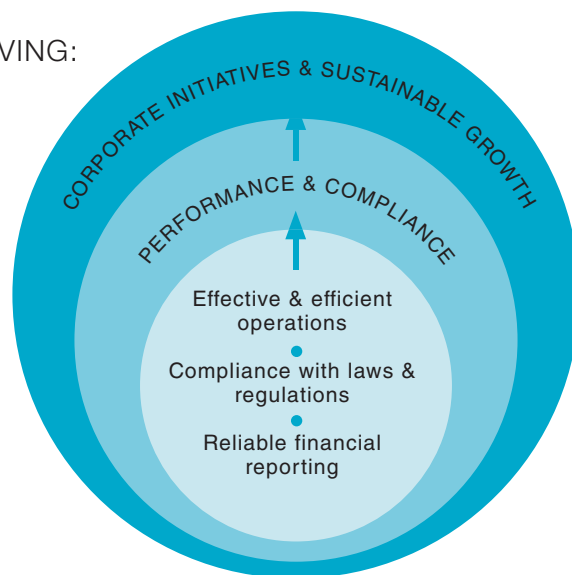 VING:
CORPORATE INITIATIVES & SUSTAINABLE GROWTH
PERFORMANCE & COMPLIANCE
Effective & efficient
operations
Compliance with laws &
regulations
Reliable financial
reporting